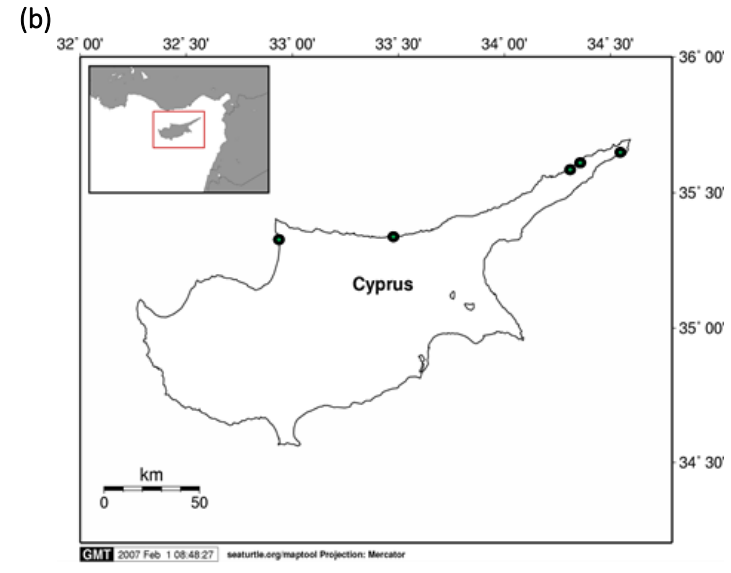 (b)
32˚ 00' 32˚ 30' 33˚ 00' 33˚ 30' 34˚ 00' 34˚ 30'
36˚ 00'
35˚ 30'
Cyprus
35˚ 00'
34˚ 30'
km
0 50
GMT 2007 Feb 1 08:48:27 seaturtle.org/maptool Projection: Mercator